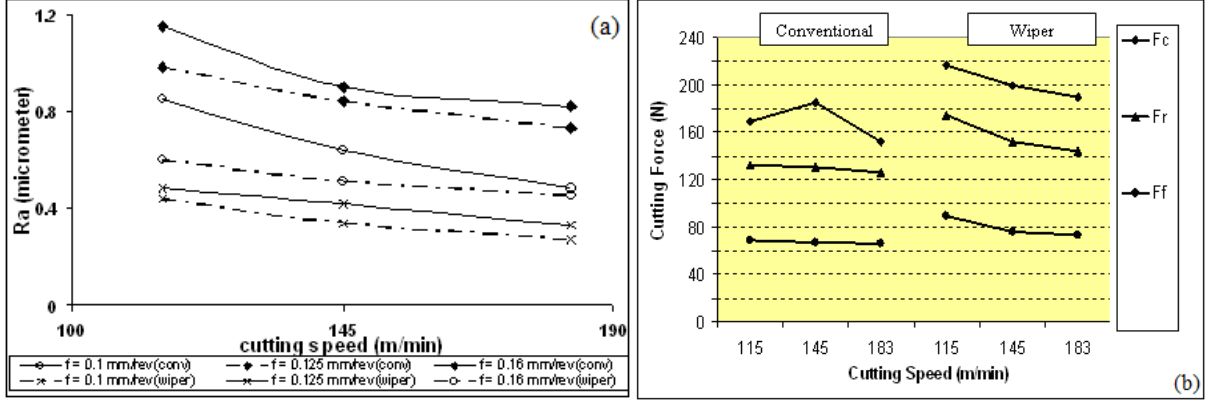 (a)
1.2
0.8
0.4
0
Ra (micrometer)
100 145 190
cutting speed (m/min)
f= 0.1 mm/rev(conv) f= 0.125 mm/rev(conv) f= 0.16 mm/rev(conv)
f= 0.1 mm/rev(wiper) f= 0.125 mm/rev(wiper) f= 0.16 mm/rev(wiper)
Conventional Wiper
240
200
160
120
80
40
0
Cutting Force (N)
115 145 183 115 145 183
Cutting Speed (m/min)
Fc
Fr
Ff
(b)